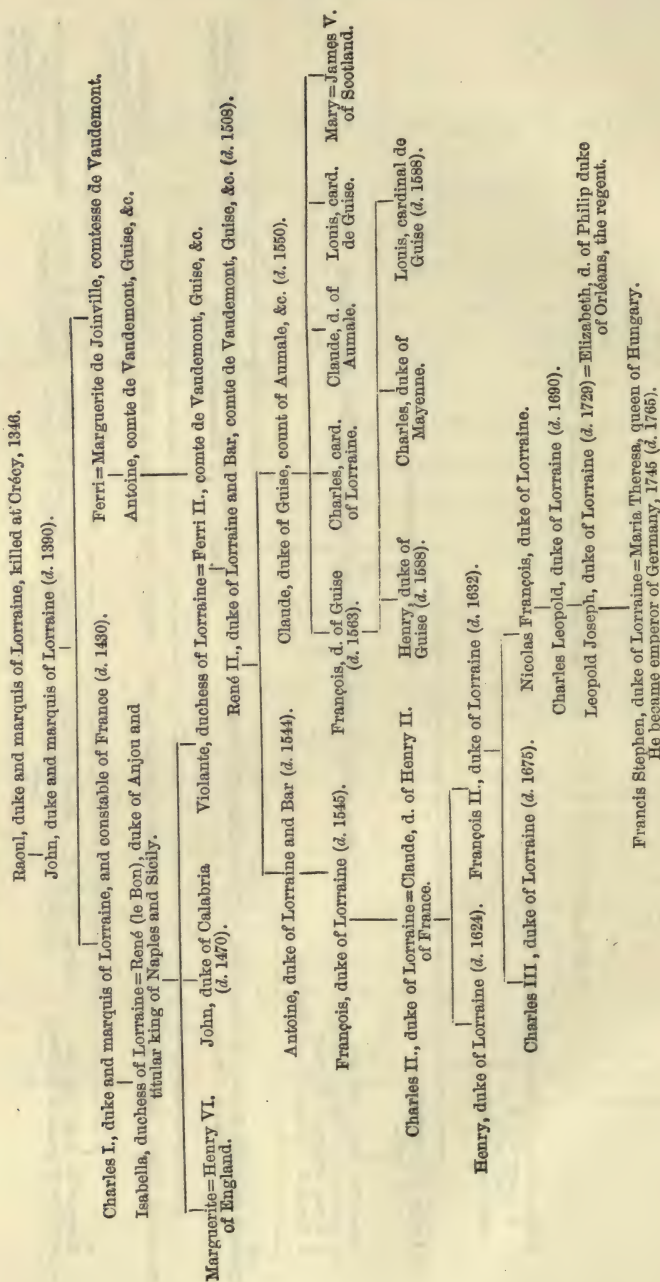 Raoul, duke and marquis of Lorraine, killed at Crécy, 1346.
John, duke and marquis of Lorraine (d. 1390).
Charles I., duke and marquis of Lorraine, and constable of France (d. 1430).
Ferri=Marguerite de Joinville, comtesse de Vaudemont.
Isabella, duchess of Lorraine=René (le Bon), duke of Anjou and
titular king of Naples and Sicily.
Antoine, comte de Vaudemont, Guise, &c.
Marguerite=Henry VI.
of England.
John, duke of Calabria
(d. 1470).
Violante, duchess of Lorraine=Ferri II., comte de Vaudemont, Guise, &c.
René II., duke of Lorraine and Bar, comte de Vaudemont, Guise, &c. (d. 1508).
Antoine, duke of Lorraine and Bar (d. 1544).
Claude, duke of Guise, count of Aumale, &c. (d. 1550).
François, duke of Lorraine (d. 1545).
François, d. of Guise
(d. 1563).
Charles, card.
of Lorraine.
Claude, d. of
Aumale.
Louis, card.
de Guise.
Mary=James V.
of Scotland.
Charles II., duke of Lorraine=Claude, d. of Henry II.
of France.
Henry, duke of
Guise (d. 1588).
Charles, duke of
Mayenne.
Louis, cardinal de
Guise (d. 1588).
Henry, duke of Lorraine (d. 1624).
François II., duke of Lorraine (d. 1632).
Charles III, duke of Lorraine (d. 1675).
Nicolas François, duke of Lorraine.
Charles Leopold, duke of Lorraine (d. 1690).
Leopold Joseph, duke of Lorraine (d. 1729)=Elizabeth, d. of Philip duke
of Orléans, the regent.
Francis Stephen, duke of Lorraine=Maria Theresa, queen of Hungary.
He became emperor of Germany, 1745 (d. 1765).